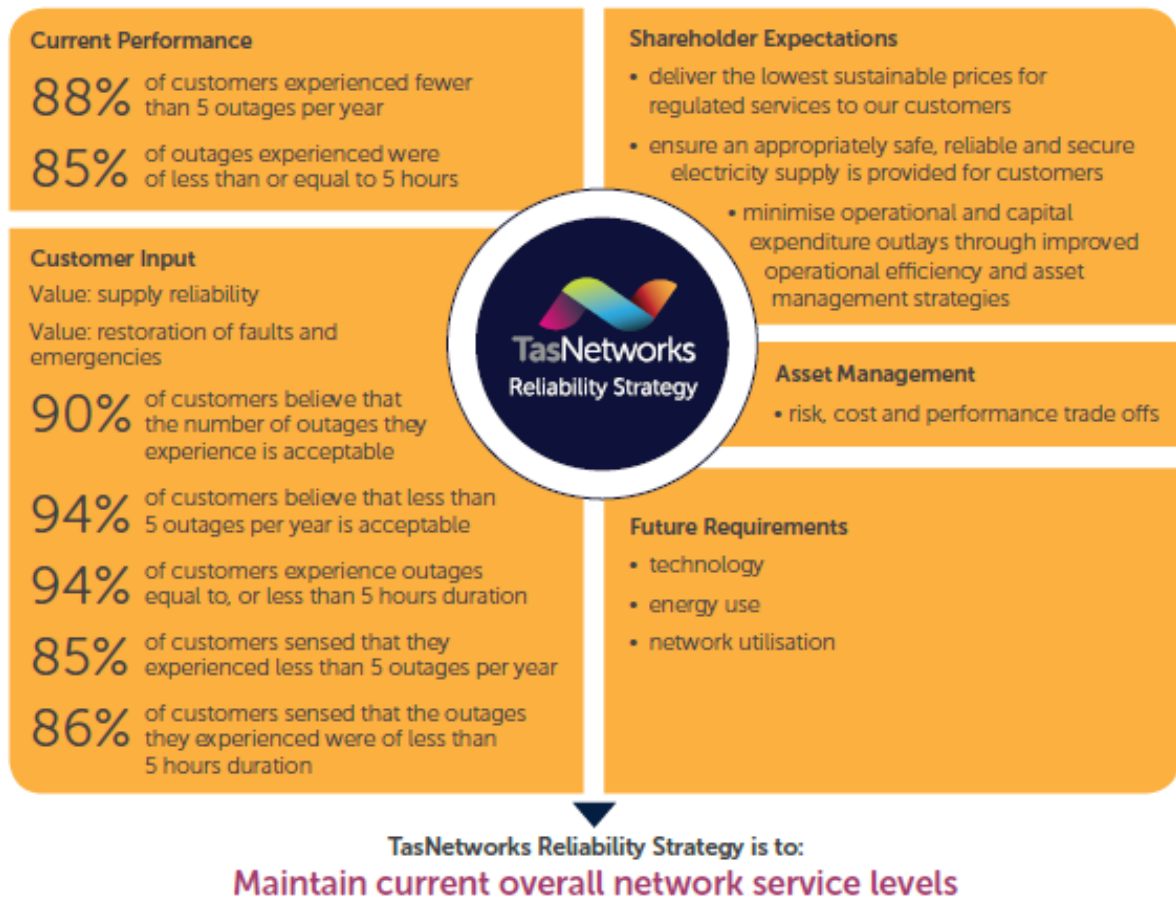 Current Performance
88% of customers experienced fewer
than 5 outages per year
85% of outages experienced were
of less than or equal to 5 hours
Customer Input
Value: supply reliability
Value: restoration of faults and
emergencies
90% of customers believe that
the number of outages they
experience is acceptable
94% of customers believe that less than
5 outages per year is acceptable
94% of customers experience outages
equal to, or less than 5 hours duration
85% of customers sensed that they
experienced less than 5 outages per year
86% of customers sensed that the outages
they experienced were of less than
5 hours duration
TasNetworks
Reliability Strategy
Shareholder Expectations
• deliver the lowest sustainable prices for
regulated services to our customers
• ensure an appropriately safe, reliable and secure
electricity supply is provided for customers
• minimise operational and capital
expenditure outlays through improved
operational efficiency and asset
management strategies
Asset Management
• risk, cost and performance trade offs
Future Requirements
• technology
• energy use
• network utilisation
TasNetworks Reliability Strategy is to:
Maintain current overall network service levels